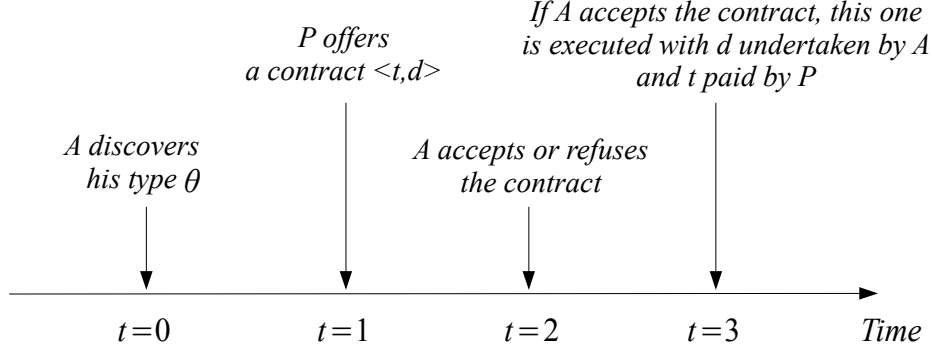 If A accepts the contract, this one
is executed with d undertaken by A
and t paid by P
P offers
a contract <t,d>
A discovers
his type θ
A accepts or refuses
the contract
t=0
t=1
t=2
t=3
Time